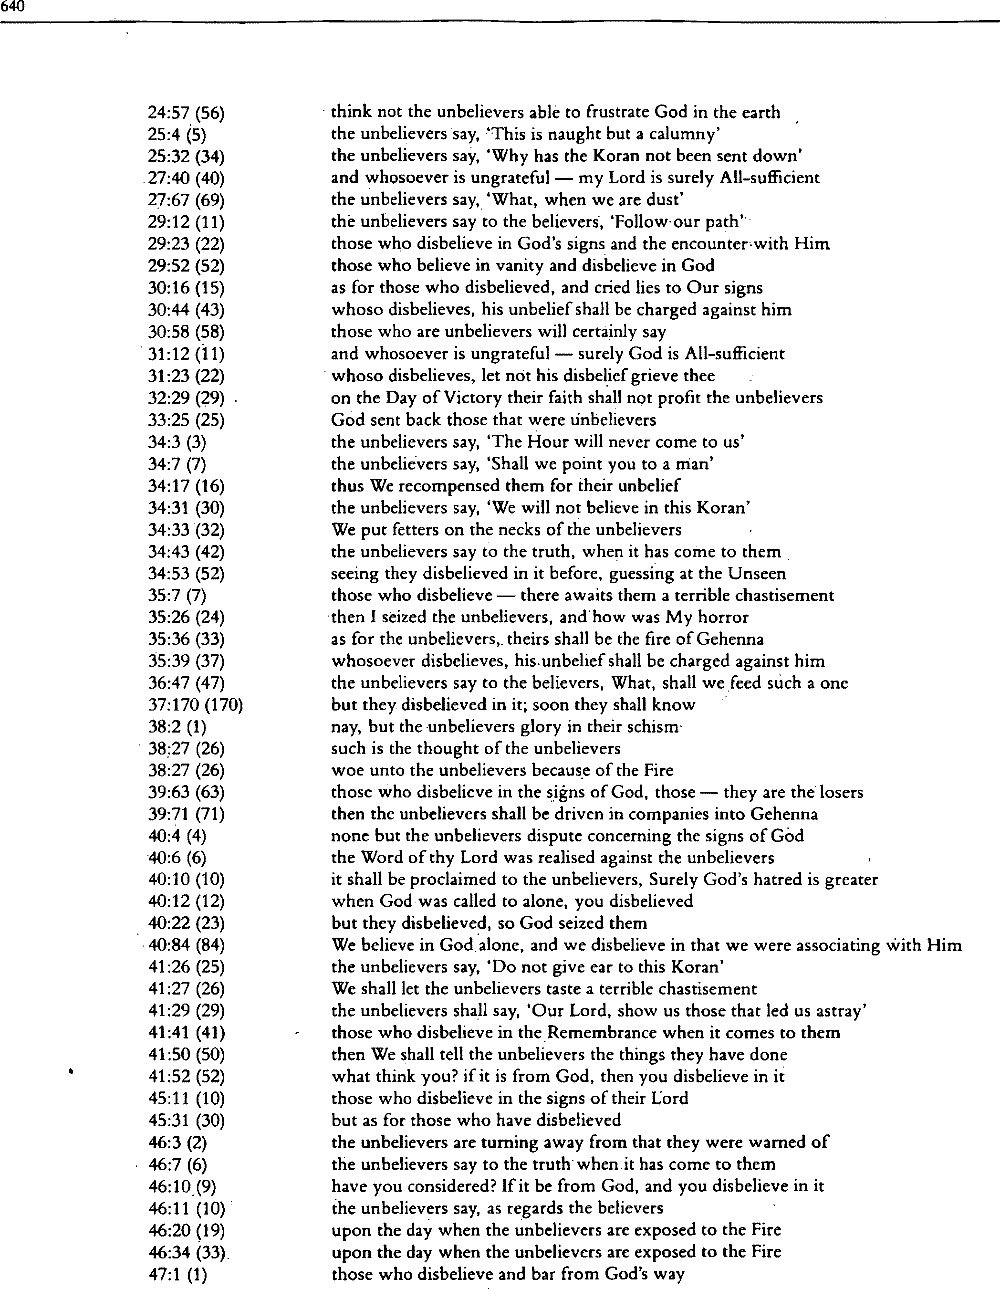 640
24:57 (56) think not the unbelievers able to frustrate God in the earth
25:4 (5) the unbelievers say, ‘This is naught but a calumny’
25:32 (34) the unbelievers say, ‘Why has the Koran not been sent down’
27:40 (40) and whosoever is ungrateful — my Lord is surely All-sufficient
27:67 (69) the unbelievers say, ‘What, when we are dust’
29:12 (11) the unbelievers say to the believers, ‘Follow our path’
29:23 (22) those who disbelieve in God's signs and the encounter with Him
29:52 (52) those who believe in vanity and disbelieve in God
30:16 (15) as for those who disbelieved, and cried lies to Our signs
30:44 (43) whoso disbelieves, his unbelief shall be charged against him
30:58 (58) those who are unbelievers will certainly say
31:12 (11) and whosoever is ungrateful — surely God is All-sufficient
31:23 (22) whoso disbelieves, let not his disbelief grieve thee
32:29 (29) on the Day of Victory their faith shall not profit the unbelievers
33:25 (25) God sent back those that were unbelievers
34:3 (3) the unbelievers say, ‘The Hour will never come to us’
34:7 (7) the unbelievers say, ‘Shall we point you to a man’
34:17 (16) thus We recompensed them for their unbelief
34:31 (30) the unbelievers say, ‘We will not believe in this Koran’
34:33 (32) We put fetters on the necks of the unbelievers
34:43 (42) the unbelievers say to the truth, when it has come to them
34:53 (52) seeing they disbelieved in it before, guessing at the Unseen
35:7 (7) those who disbelieve — there awaits them a terrible chastisement
35:26 (24) then I seized the unbelievers, and how was My horror
35:36 (33) as for the unbelievers, theirs shall be the fire of Gehenna
35:39 (37) whosoever disbelieves, his unbelief shall be charged against him
36:47 (47) the unbelievers say to the believers, What, shall we feed such a one
37:170 (170) but they disbelieved in it; soon they shall know
38:2 (1) nay, but the unbelievers glory in their schism
38:27 (26) such is the thought of the unbelievers
38:27 (26) woe unto the unbelievers because of the Fire
39:63 (63) those who disbelieve in the signs of God, those — they are the losers
39:71 (71) then the unbelievers shall be driven in companies into Gehenna
40:4 (4) none but the unbelievers dispute concerning the signs of God
40:6 (6) the Word of thy Lord was realised against the unbelievers
40:10 (10) it shall be proclaimed to the unbelievers, Surely God's hatred is greater
40:12 (12) when God was called to alone, you disbelieved
40:22 (23) but they disbelieved, so God seized them
40:84 (84) We believe in God alone, and we disbelieve in that we were associating with Him
41:26 (25) the unbelievers say, ‘Do not give ear to this Koran’
41:27 (26) We shall let the unbelievers taste a terrible chastisement
41:29 (29) the unbelievers shall say, ‘Our Lord, show us those that led us astray’
41:41 (41) those who disbelieve in the Remembrance when it comes to them
41:50 (50) then We shall tell the unbelievers the things they have done
41:52 (52) what think you? if it is from God, then you disbelieve in it
45:11 (10) those who disbelieve in the signs of their Lord
45:31 (30) but as for those who have disbelieved
46:3 (2) the unbelievers are turning away from that they were warned of
46:7 (6) the unbelievers say to the truth when it has come to them
46:10 (9) have you considered? If it be from God, and you disbelieve in it
46:11 (10) the unbelievers say, as regards the believers
46:20 (19) upon the day when the unbelievers are exposed to the Fire
46:34 (33) upon the day when the unbelievers are exposed to the Fire
47:1 (1) those who disbelieve and bar from God's way